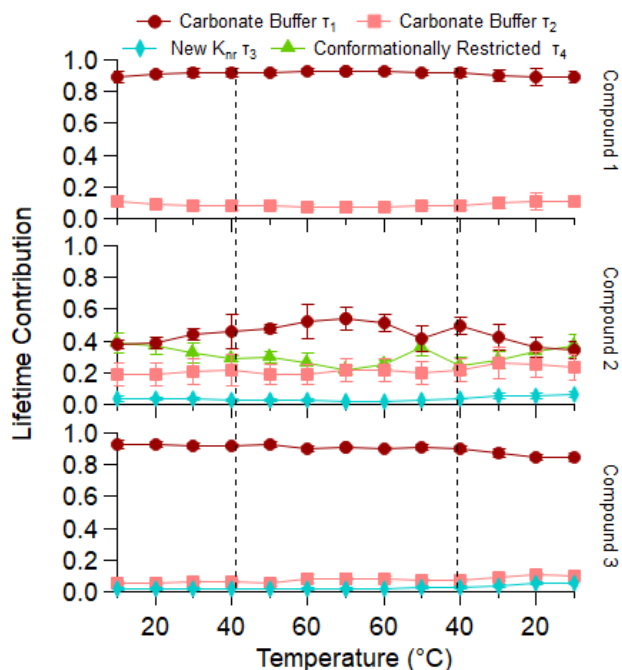 Carbonate Buffer τ1 Carbonate Buffer τ2
New Knr τ3 Conformationally Restricted τ4
1.0
0.8
0.6
0.4
0.2
0.0
Compound 1
1.0
0.8
0.6
0.4
0.2
0.0
Compound 2
1.0
0.8
0.6
0.4
0.2
0.0
Compound 3
Lifetime Contribution
20 40 60 60 40 20
Temperature (°C)